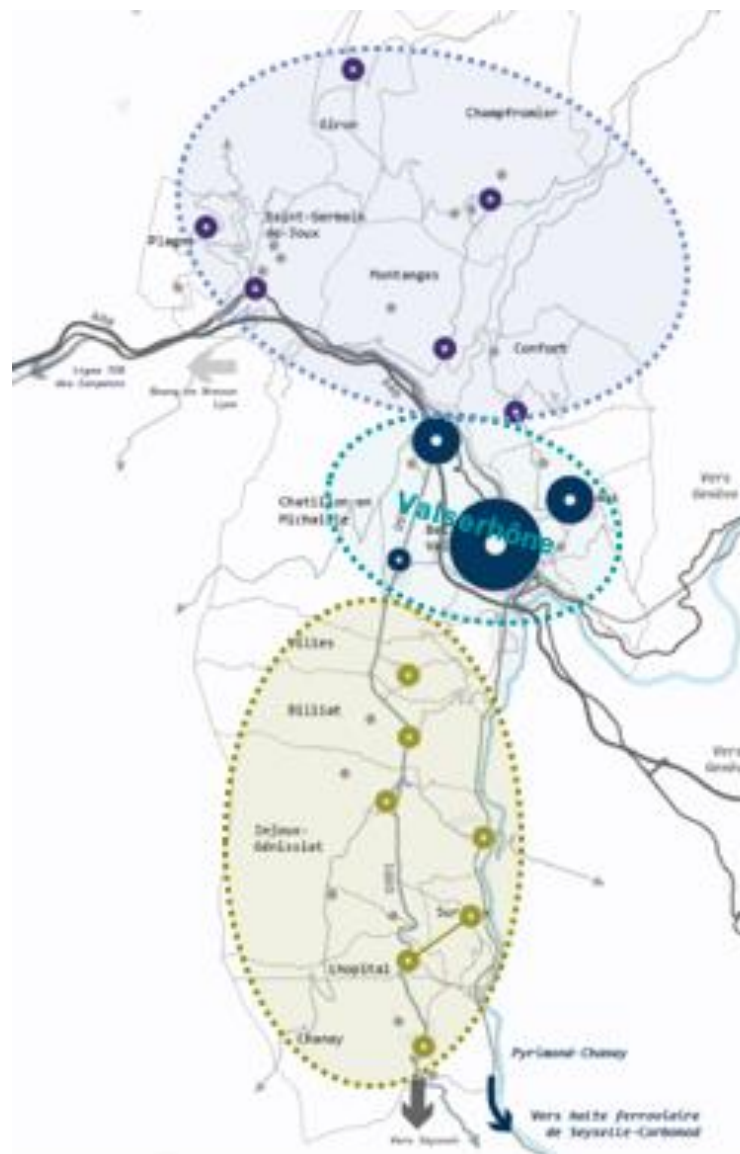 Giron
Champfromier
Saint-Germain
de-Joux
Plagne
Montanges
Confort
A40
Ligne TGV
des Carpates
Bourg en Bresse
Lyon
Vers
Genève
Chatillon-en
Michaille
Valserhône
Villes
Billiat
Vers
Injoux-
Génissiat
Sur
Lhopital
Chanay
Pyrimont-Chanay
Vers halte ferroviaire
de Seyssel-Corbonod
Vers Seyssel